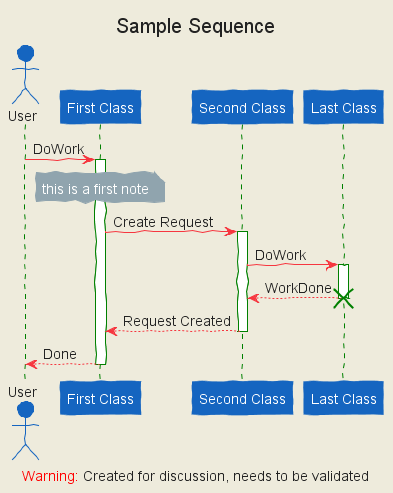 Sample Sequence
User
First Class
Second Class
Last Class
DoWork
this is a first note
Create Request
DoWork
WorkDone
Request Created
Done
User
First Class
Second Class
Last Class
Warning: Created for discussion, needs to be validated